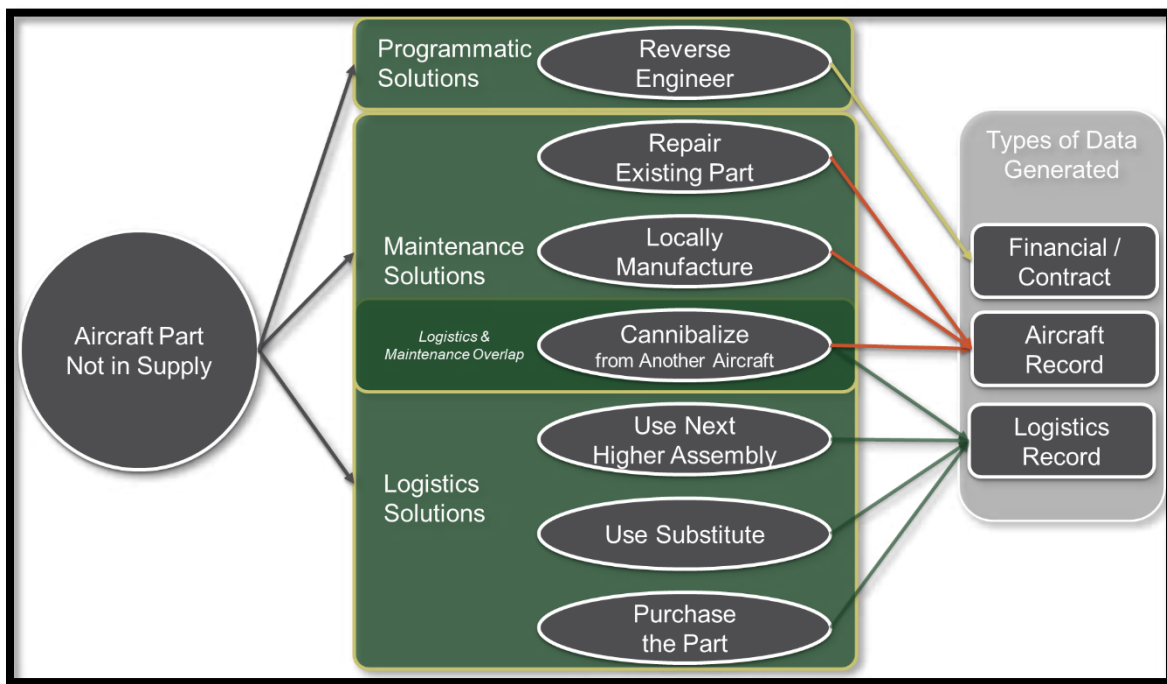 Aircraft Part
Not in Supply
Programmatic
Solutions
Reverse
Engineer
Maintenance
Solutions
Repair
Existing Part
Locally
Manufacture
Logistics &
Maintenance Overlap
Cannibalize
from Another Aircraft
Logistics
Solutions
Use Next
Higher Assembly
Use Substitute
Purchase
the Part
Types of Data
Generated
Financial /
Contract
Aircraft
Record
Logistics
Record